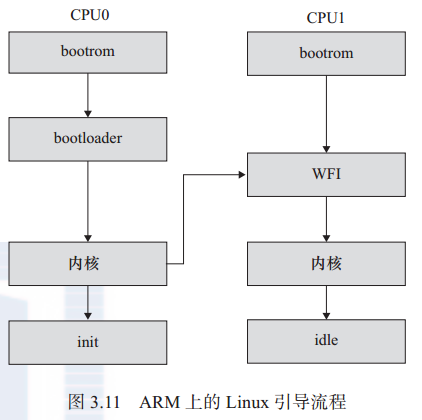 CPU0
CPU1
bootrom
bootrom
bootloader
WFI
内核
内核
init
idle
图 3.11 ARM 上的 Linux 引导流程